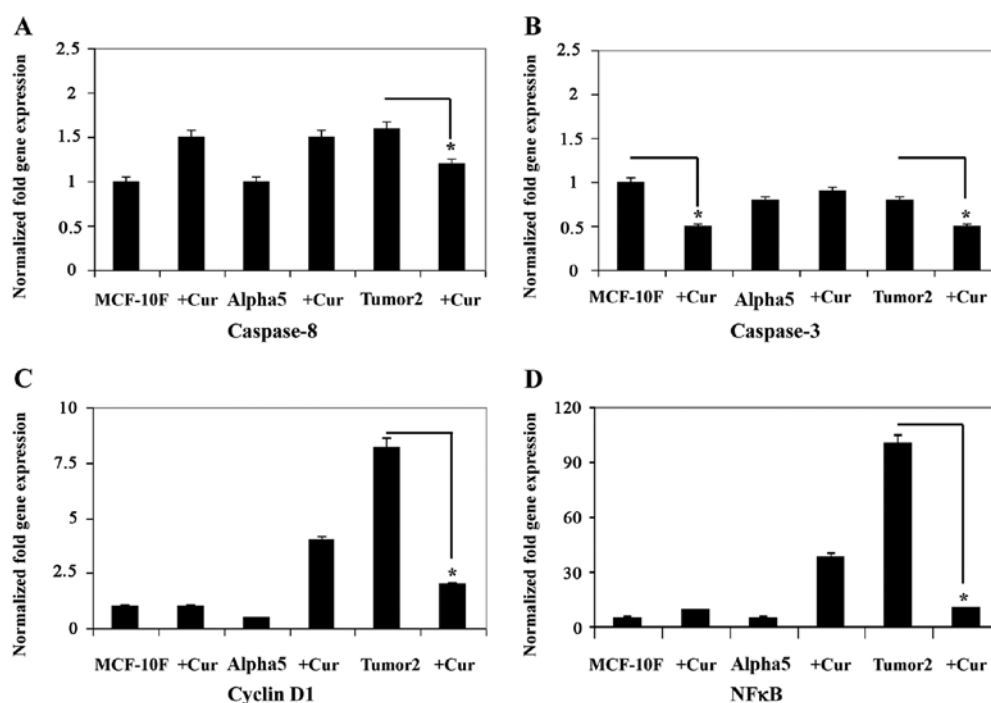 A
Normalized fold gene expression
2.5
2
1.5
1
0.5
0
*
MCF-10F +Cur Alpha5 +Cur Tumor2 +Cur
Caspase-8
B
Normalized fold gene expression
2.5
2
1.5
1
0.5
0
* *
MCF-10F +Cur Alpha5 +Cur Tumor2 +Cur
Caspase-3
C
Normalized fold gene expression
10
7.5
5
2.5
0
*
MCF-10F +Cur Alpha5 +Cur Tumor2 +Cur
Cyclin D1
D
Normalized fold gene expression
120
90
60
30
0
*
MCF-10F +Cur Alpha5 +Cur Tumor2 +Cur
NFκB